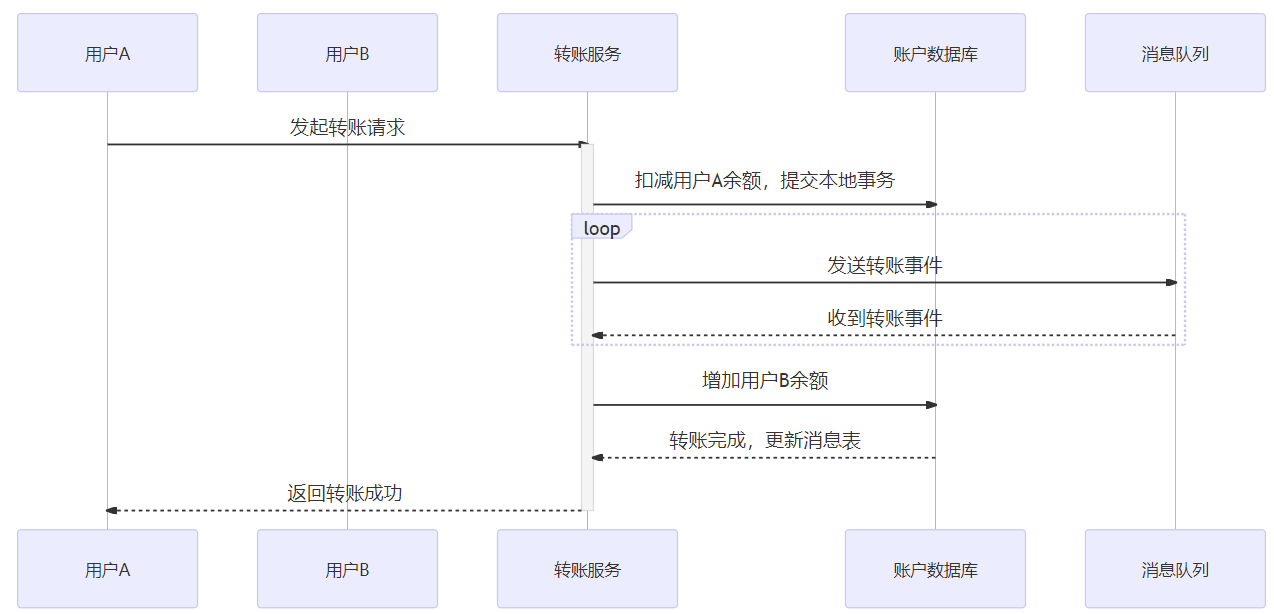 用户A
用户B
转账服务
账户数据库
消息队列
发起转账请求
扣减用户A余额，提交本地事务
loop
发送转账事件
收到转账事件
增加用户B余额
转账完成，更新消息表
返回转账成功
用户A
用户B
转账服务
账户数据库
消息队列